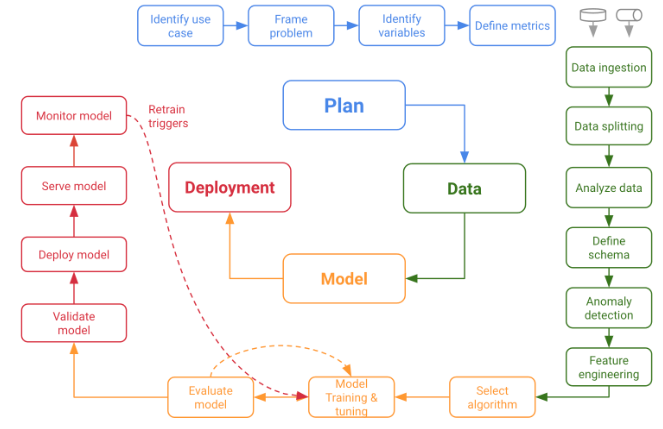 Identify use
case
Frame
problem
Identify
variables
Define metrics
Data ingestion
Data splitting
Analyze data
Define
schema
Anomaly
detection
Feature
engineering
Select
algorithm
Model
Training &
tuning
Evaluate
model
Validate
model
Deploy model
Serve model
Monitor model
Retrain
triggers
Plan
Data
Model
Deployment